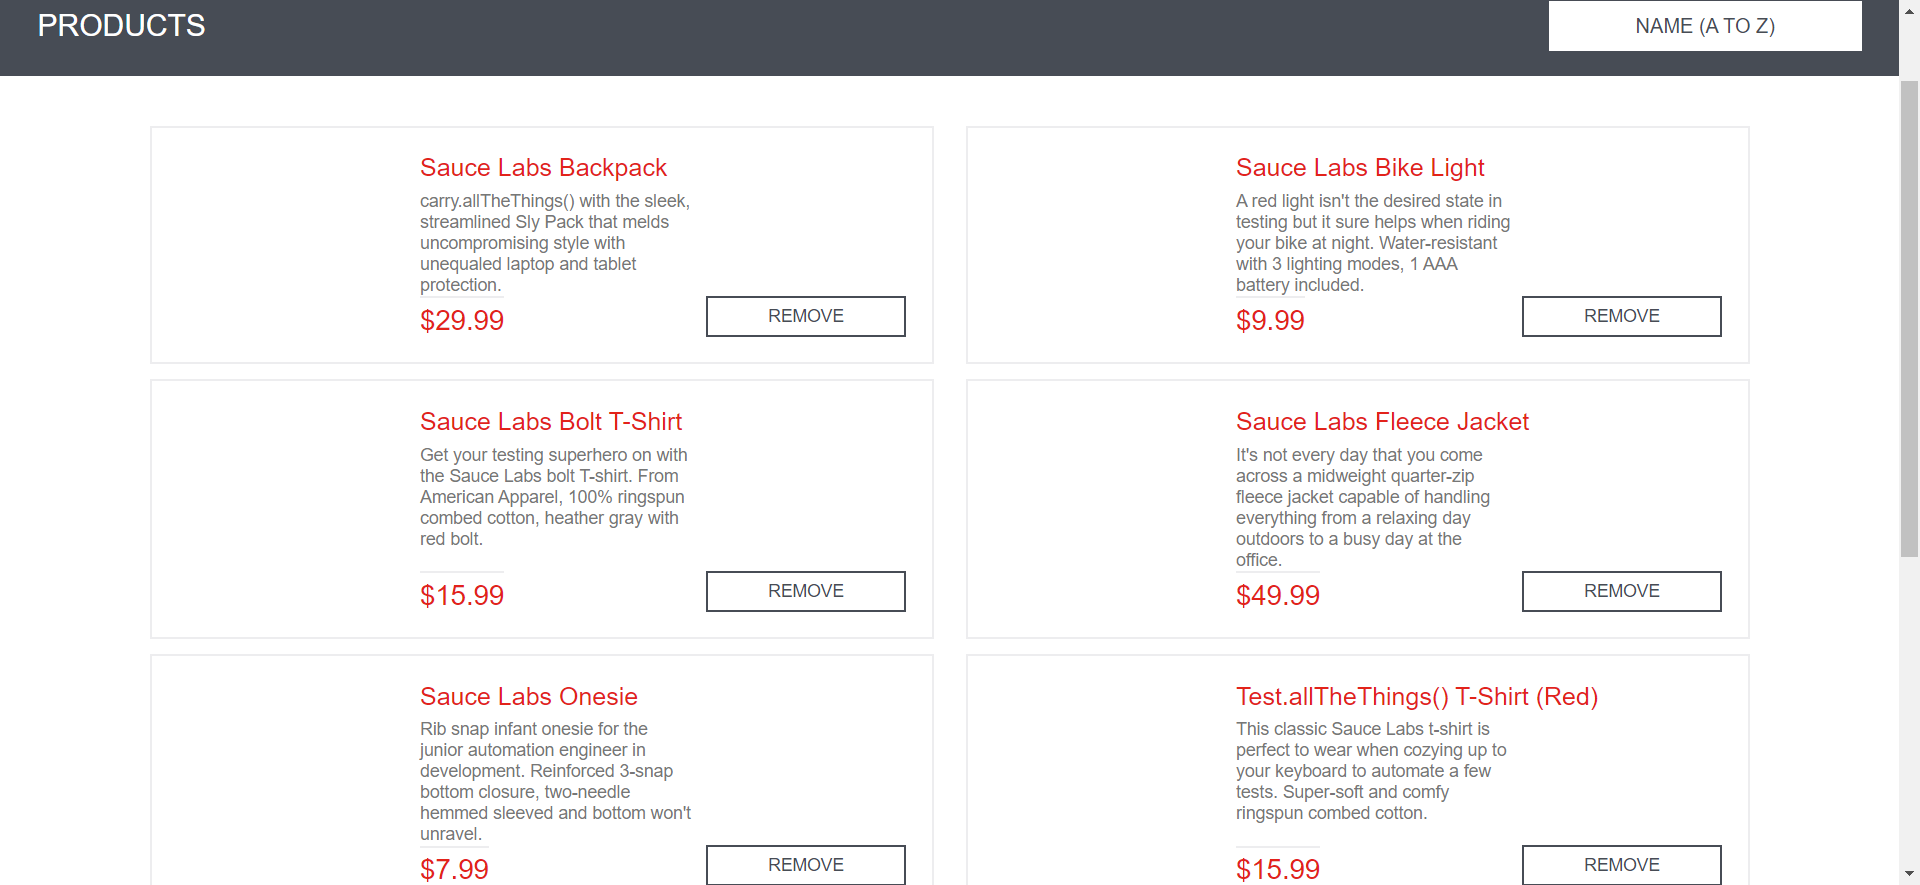 PRODUCTS
NAME (A TO Z)
Sauce Labs Backpack
carry.allTheThings() with the sleek,
streamlined Sly Pack that melds
uncompromising style with
unequaled laptop and tablet
protection.
$29.99
REMOVE
Sauce Labs Bike Light
A red light isn't the desired state in
testing but it sure helps when riding
your bike at night. Water-resistant
with 3 lighting modes, 1 AAA
battery included.
$9.99
REMOVE
Sauce Labs Bolt T-Shirt
Get your testing superhero on with
the Sauce Labs bolt T-shirt. From
American Apparel, 100% ringspun
combed cotton, heather gray with
red bolt.
$15.99
REMOVE
Sauce Labs Fleece Jacket
It's not every day that you come
across a midweight quarter-zip
fleece jacket capable of handling
everything from a relaxing day
outdoors to a busy day at the
office.
$49.99
REMOVE
Sauce Labs Onesie
Rib snap infant onesie for the
junior automation engineer in
development. Reinforced 3-snap
bottom closure, two-needle
hemmed sleeved and bottom won't
unravel.
$7.99
REMOVE
Test.allTheThings() T-Shirt (Red)
This classic Sauce Labs t-shirt is
perfect to wear when cozying up to
your keyboard to automate a few
tests. Super-soft and comfy
ringspun combed cotton.
$15.99
REMOVE